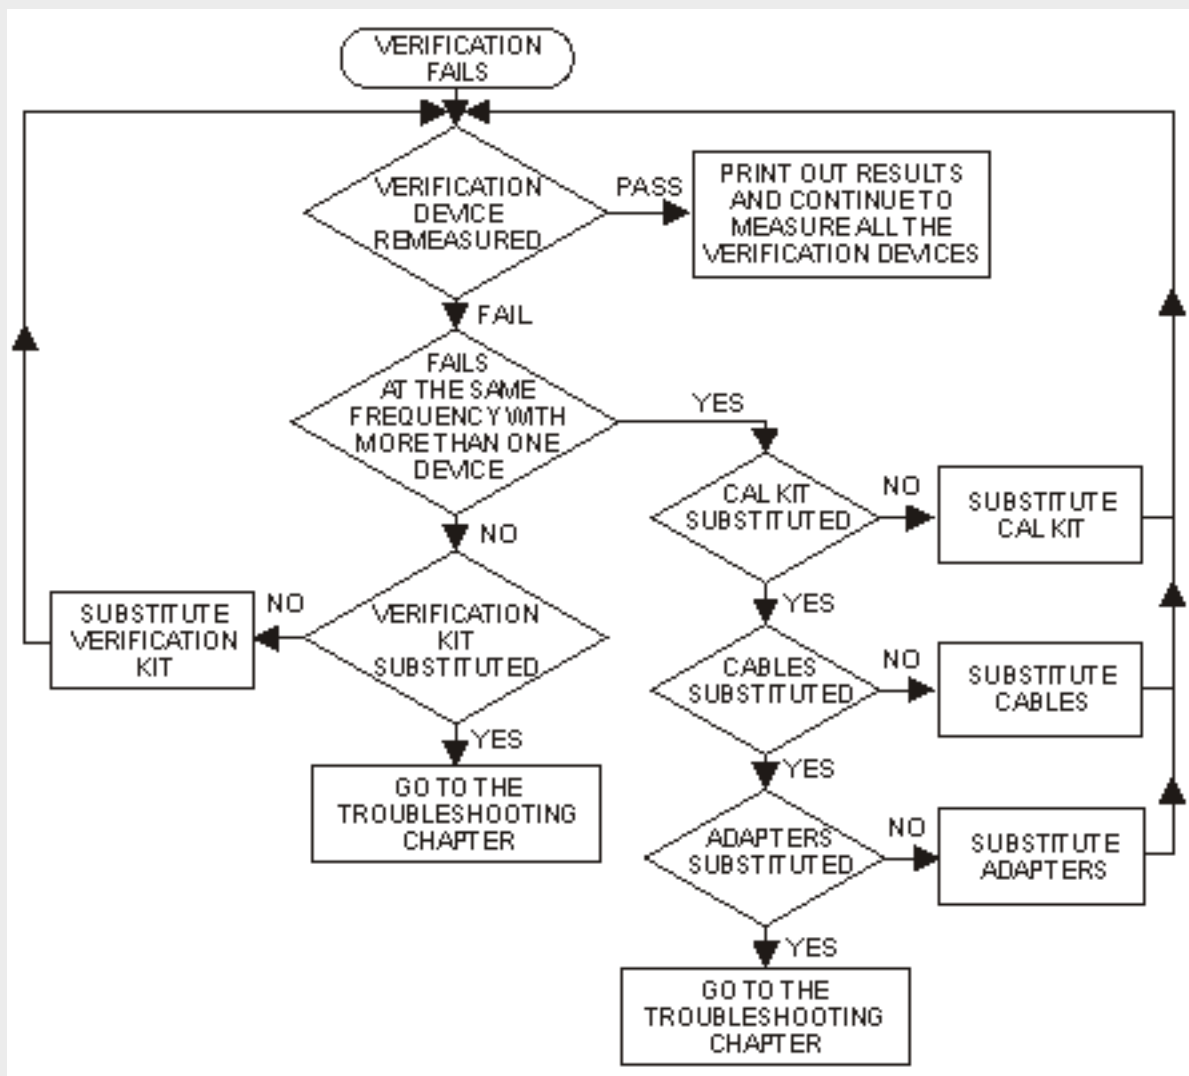 VERIFICATION
FAILS
VERIFICATION
DEVICE
REMEASURED
PASS
PRINT OUT RESULTS
AND CONTINUE TO
MEASURE ALL THE
VERIFICATION DEVICES
FAIL
FAILS
AT THE SAME
FREQUENCY WITH
MORE THAN ONE
DEVICE
YES
CAL KIT
SUBSTITUTED
NO
SUBSTITUTE
CAL KIT
NO
VERIFICATION
KIT
SUBSTITUTED
NO
SUBSTITUTE
VERIFICATION
KIT
YES
GO TO THE
TROUBLESHOOTING
CHAPTER
YES
CABLES
SUBSTITUTED
NO
SUBSTITUTE
CABLES
YES
ADAPTERS
SUBSTITUTED
NO
SUBSTITUTE
ADAPTERS
YES
GO TO THE
TROUBLESHOOTING
CHAPTER